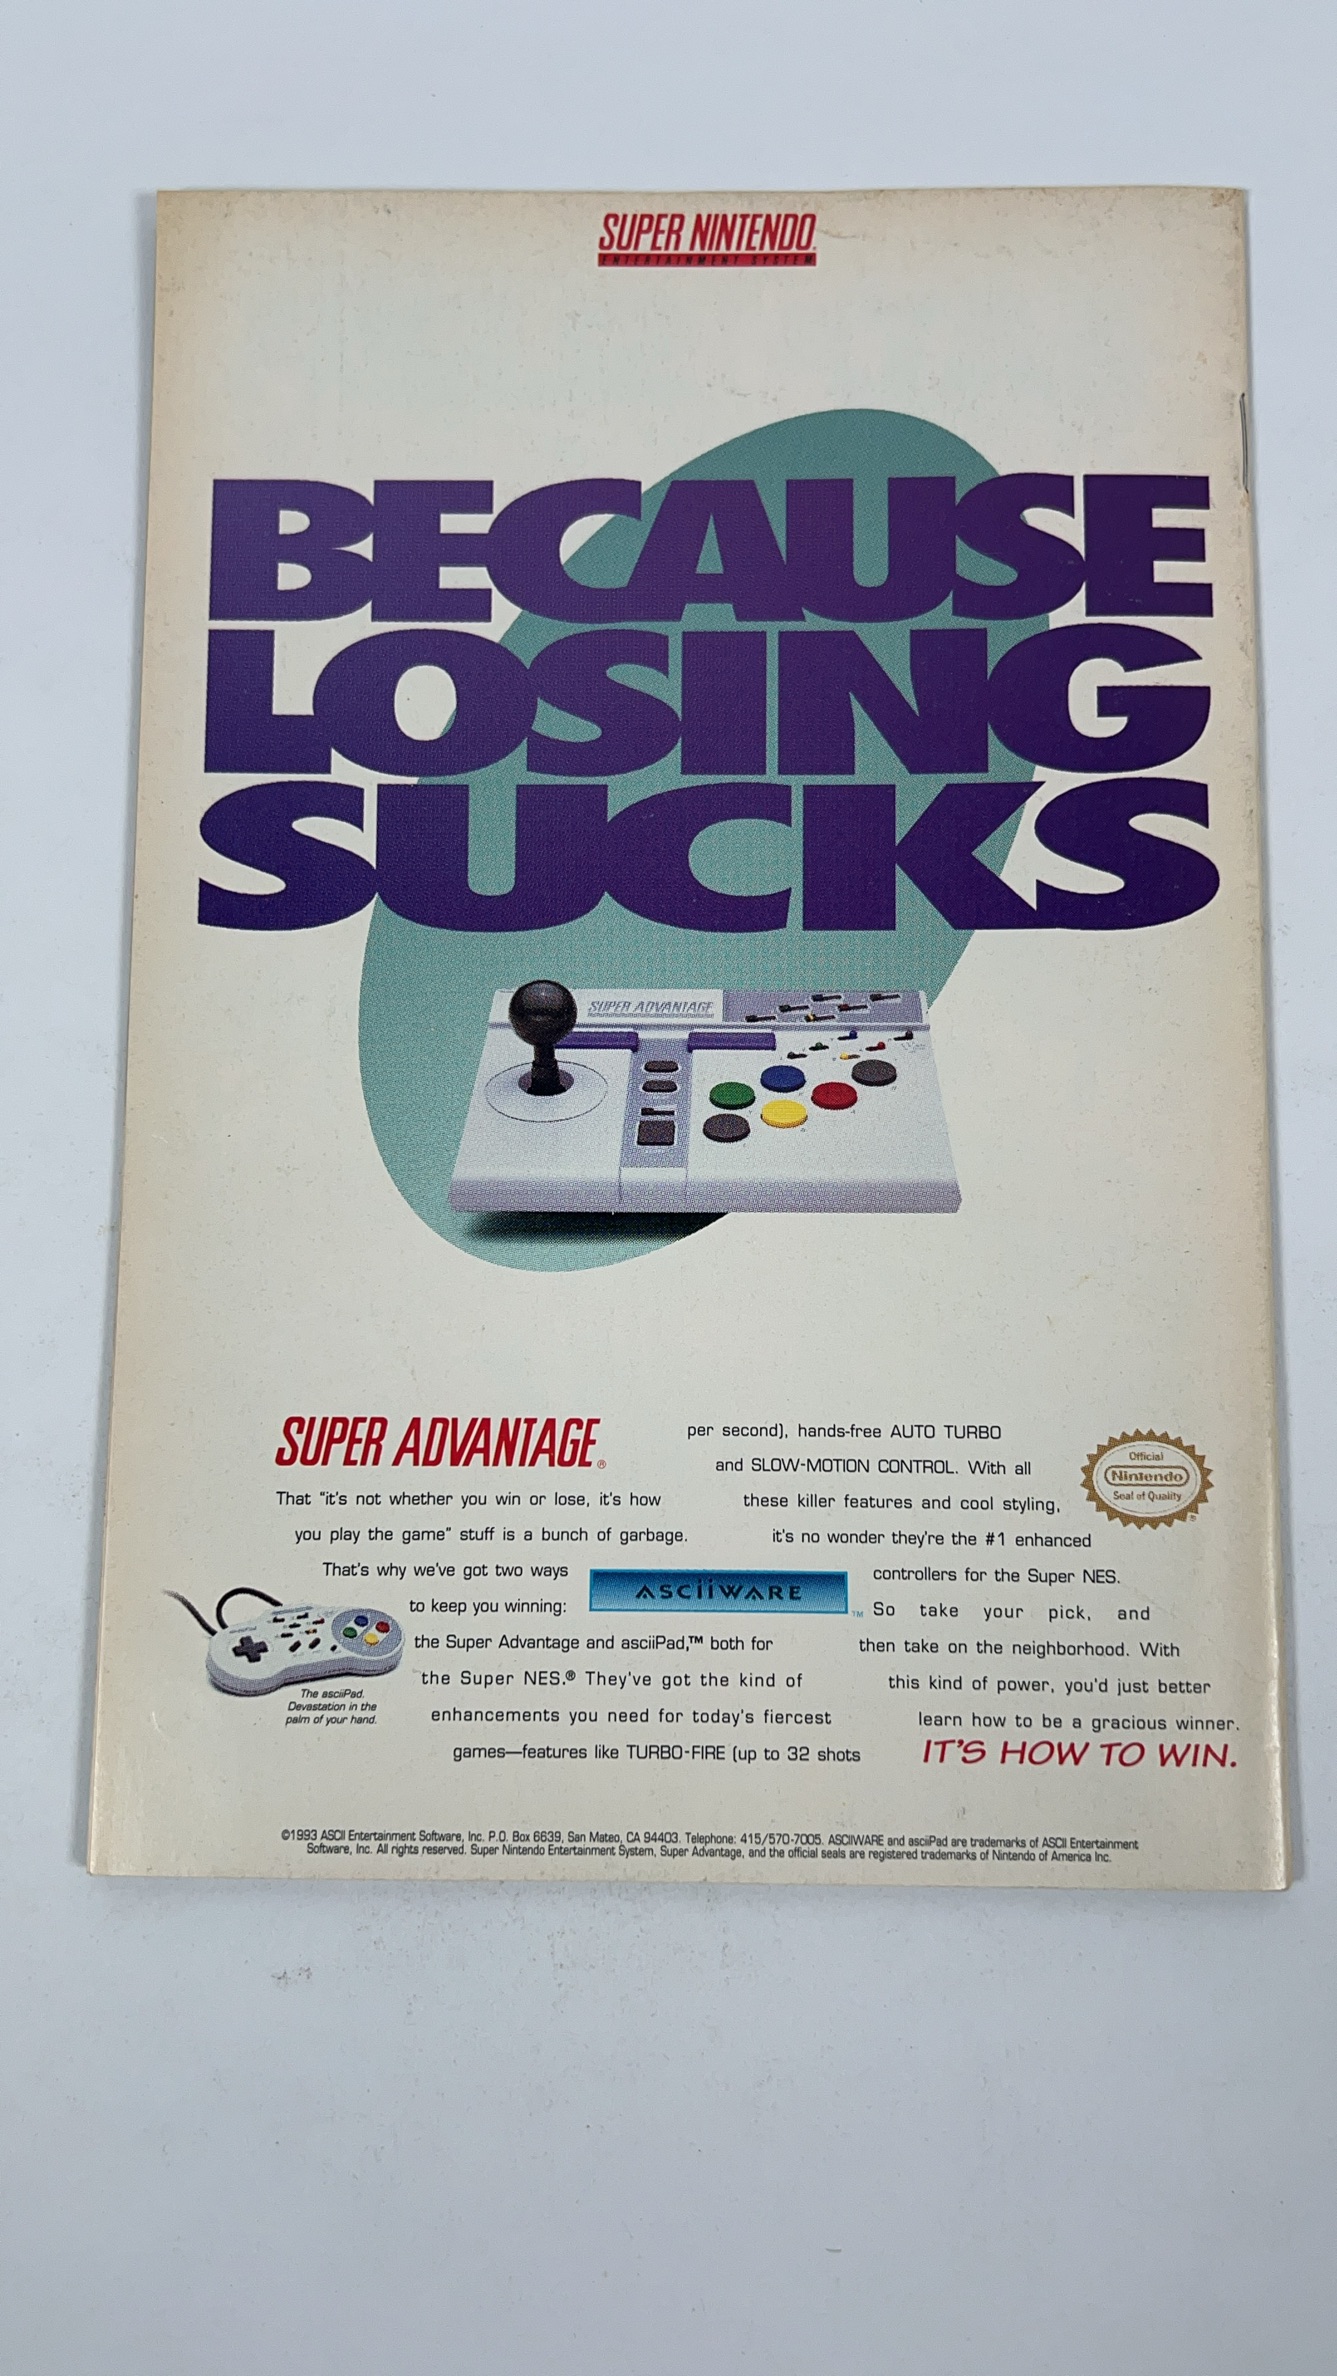 SUPER NINTENDO
ENTERTAINMENT SYSTEM
BECAUSE
LOSING
SUCKS
SUPER ADVANTAGE
SUPER ADVANTAGE®
That "it's not whether you win or lose, it's how
you play the game" stuff is a bunch of garbage.
That's why we've got two ways
to keep you winning:
the Super Advantage and asciiPad,™ both for
the Super NES.® They've got the kind of
enhancements you need for today's fiercest
games—features like TURBO-FIRE (up to 32 shots
per second), hands-free AUTO TURBO
and SLOW-MOTION CONTROL. With all
these killer features and cool styling,
it's no wonder they're the #1 enhanced
controllers for the Super NES.
So take your pick, and
then take on the neighborhood. With
this kind of power, you'd just better
learn how to be a gracious winner.
IT'S HOW TO WIN.
ASCIIWARE™
Official
Nintendo
Seal of Quality
®
The asciiPad.
Devastation in the
palm of your hand.
©1993 ASCII Entertainment Software, Inc. P.O. Box 6639, San Mateo, CA 94403. Telephone: 415/570-7005. ASCIIWARE and asciiPad are trademarks of ASCII Entertainment
Software, Inc. All rights reserved. Super Nintendo Entertainment System, Super Advantage, and the official seals are registered trademarks of Nintendo of America Inc.